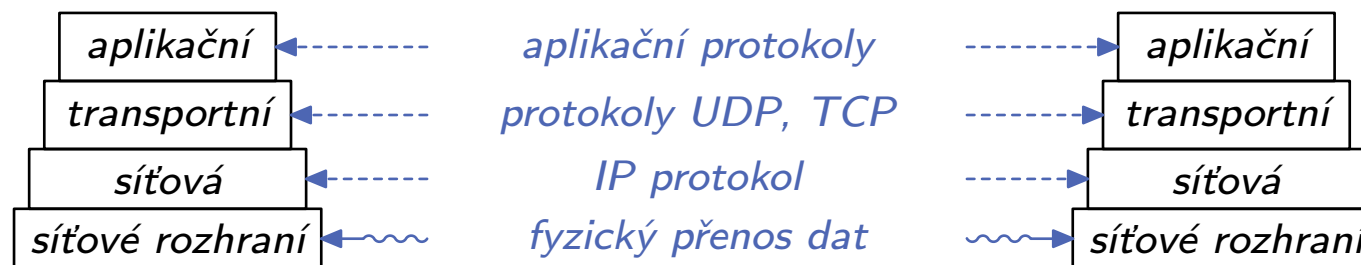 aplikační aplikační protokoly aplikační
transportní protokoly UDP, TCP transportní
síťová IP protokol síťová
síťové rozhraní fyzický přenos dat síťové rozhraní